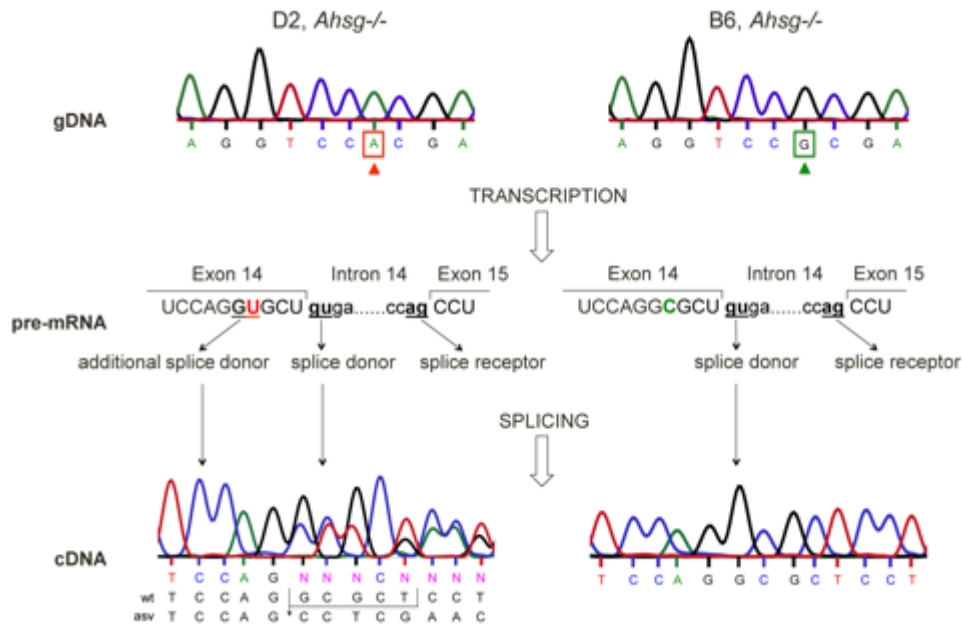 D2, Ahsg-/- B6, Ahsg-/-
gDNA
A G G T C C A C G A A G G T C C G C G A
TRANSCRIPTION
Exon 14 Intron 14 Exon 15 Exon 14 Intron 14 Exon 15
pre-mRNA
UCCAGGUGCU guga......ccag CCU UCCAGGCGCU guga......ccag CCU
additional splice donor splice donor splice receptor splice donor splice receptor
SPLICING
cDNA
T C C A G N N N C N N N N T C C A G G C G C T C C T
wt T C C A G G C G C T C C T
asv T C C A G C C T C G A A C